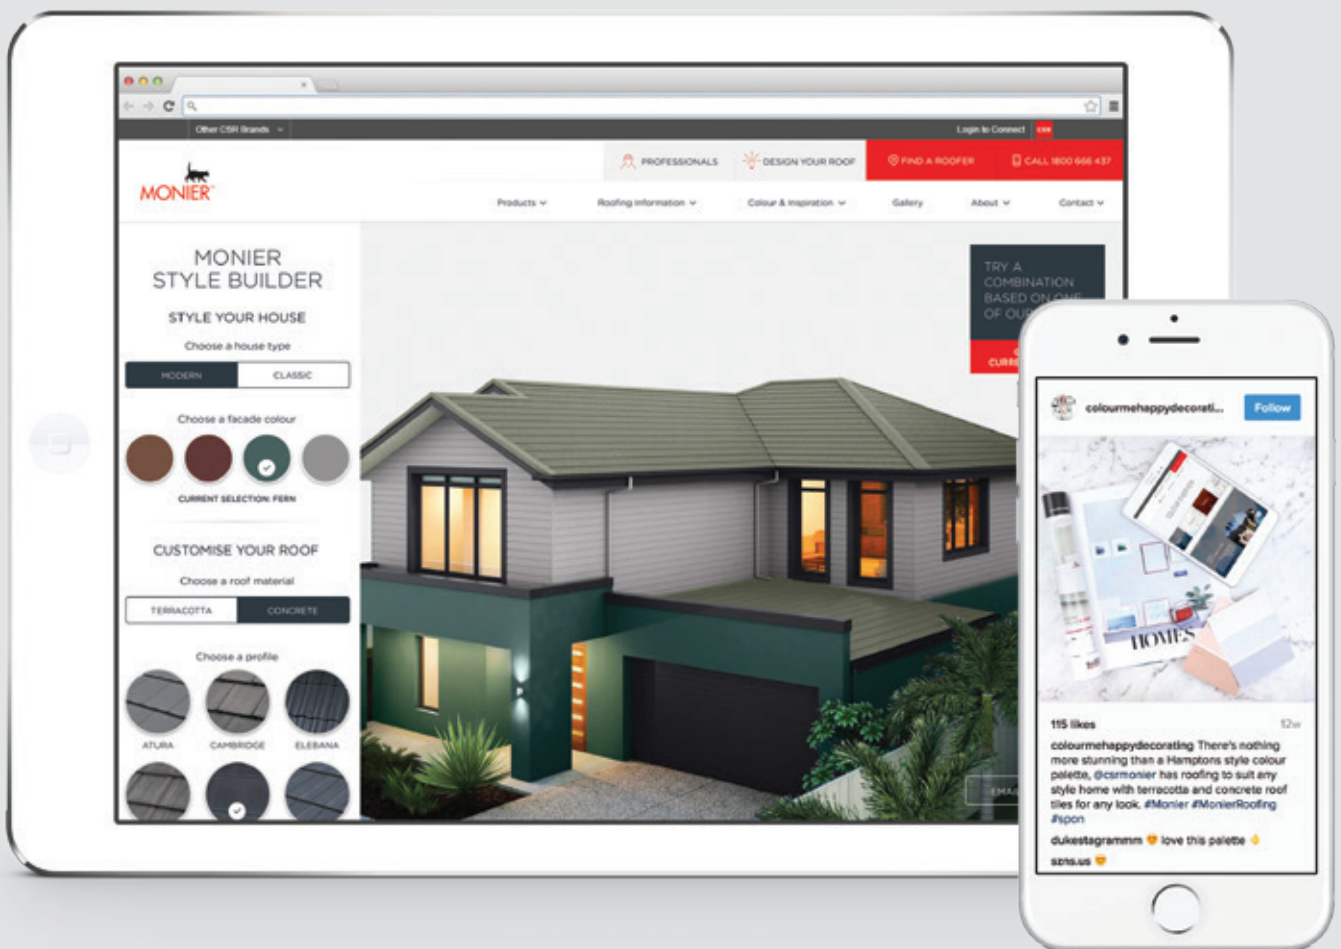 Other CSR Brands
Login to Connect
CSR
MONIER
PROFESSIONALS
DESIGN YOUR ROOF
FIND A ROOFER
CALL 1800 666 437
Products
Roofing Information
Colour & Inspiration
Gallery
About
Contact
MONIER
STYLE BUILDER
STYLE YOUR HOUSE
Choose a house type
MODERN
CLASSIC
Choose a facade colour
CURRENT SELECTION: FERN
CUSTOMISE YOUR ROOF
Choose a roof material
TERRACOTTA
CONCRETE
Choose a profile
ATURA
CAMBRIDGE
ELEBANA
TRY A
COMBINATION
BASED ON ONE
OF OUR
CURRE
EMAI
colourmehappydecorati...
Follow
HOMES
115 likes
12w
colourmehappydecorating There's nothing
more stunning than a Hamptons style colour
palette, @csrmonier has roofing to suit any
style home with terracotta and concrete roof
tiles for any look. #Monier #MonierRoofing
#spon
dukestagrammm 😍 love this palette 👌
szns.us 😍